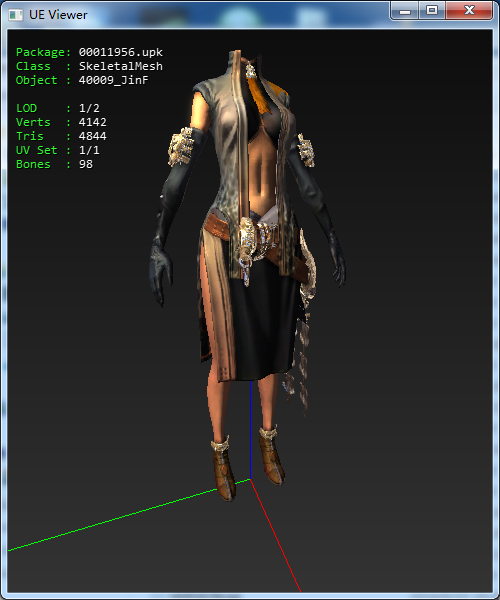 UE Viewer
Package: 00011956.upk
Class : SkeletalMesh
Object : 40009_JinF
LOD : 1/2
Verts : 4142
Tris : 4844
UV Set : 1/1
Bones : 98